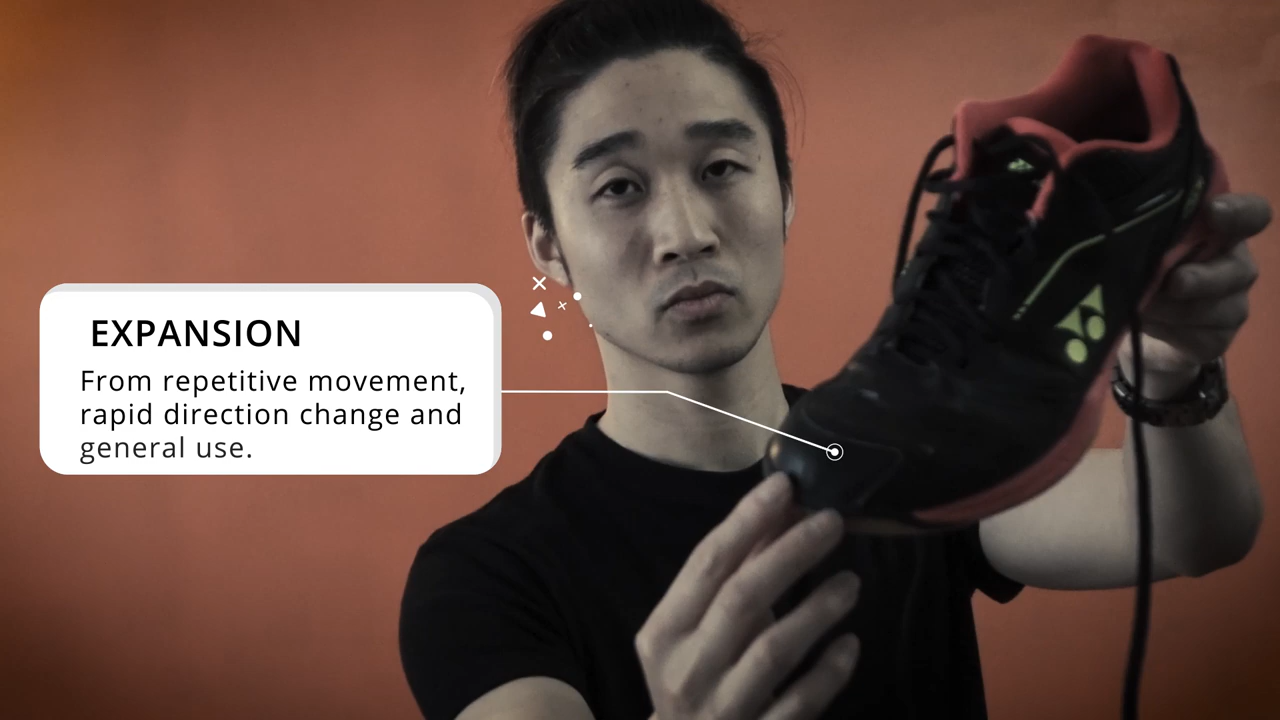 EXPANSION
From repetitive movement,
rapid direction change and
general use.